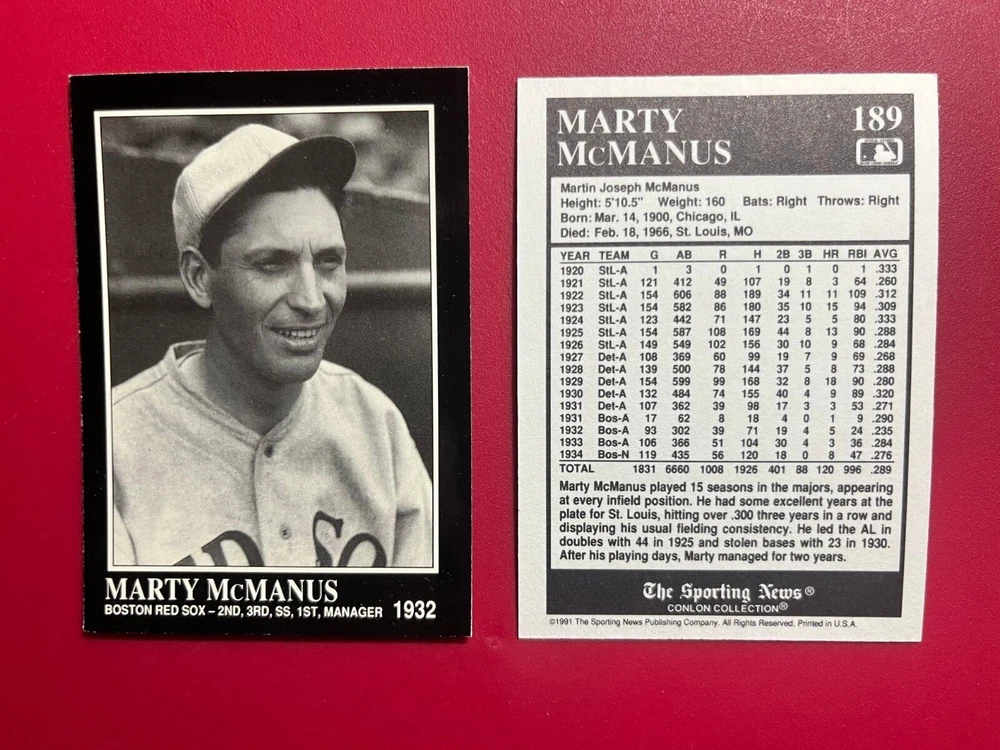 RED SO
MARTY McMANUS
BOSTON RED SOX – 2ND, 3RD, SS, 1ST, MANAGER 1932
MARTY 189
McMANUS
Martin Joseph McManus
Height: 5'10.5" Weight: 160 Bats: Right Throws: Right
Born: Mar. 14, 1900, Chicago, IL
Died: Feb. 18, 1966, St. Louis, MO
YEAR TEAM G AB R H 2B 3B HR RBI AVG
1920 StL-A 1 3 0 1 0 1 0 1 .333
1921 StL-A 121 412 49 107 19 8 3 64 .260
1922 StL-A 154 606 88 189 34 11 11 109 .312
1923 StL-A 154 582 86 180 35 10 15 94 .309
1924 StL-A 123 442 71 147 23 5 5 80 .333
1925 StL-A 154 587 108 169 44 8 13 90 .288
1926 StL-A 149 549 102 156 30 10 9 68 .284
1927 Det-A 108 369 60 99 19 7 9 69 .268
1928 Det-A 139 500 78 144 37 5 8 73 .288
1929 Det-A 154 599 99 168 32 8 18 90 .280
1930 Det-A 132 484 74 155 40 4 9 89 .320
1931 Det-A 107 362 39 98 17 3 3 53 .271
1931 Bos-A 17 62 8 18 4 0 1 9 .290
1932 Bos-A 93 302 39 71 19 4 5 24 .235
1933 Bos-A 106 366 51 104 30 4 3 36 .284
1934 Bos-N 119 435 56 120 18 0 8 47 .276
TOTAL 1831 6660 1008 1926 401 88 120 996 .289
Marty McManus played 15 seasons in the majors, appearing
at every infield position. He had some excellent years at the
plate for St. Louis, hitting over .300 three years in a row and
displaying his usual fielding consistency. He led the AL in
doubles with 44 in 1925 and stolen bases with 23 in 1930.
After his playing days, Marty managed for two years.
The Sporting News®
CONLON COLLECTION®
©1991 The Sporting News Publishing Company. All Rights Reserved. Printed in U.S.A.